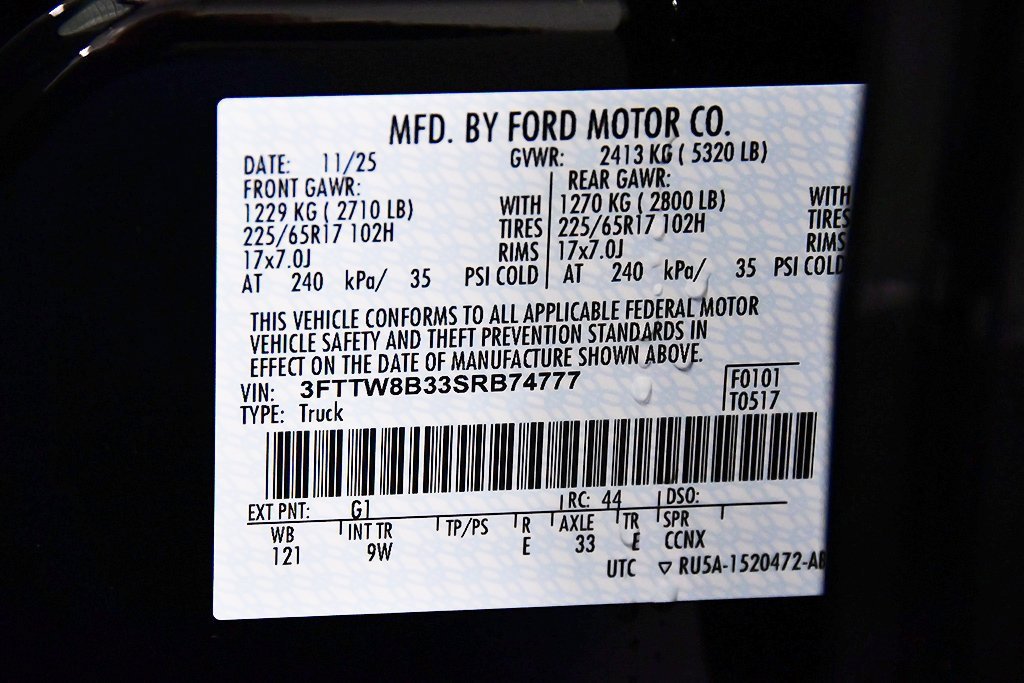 MFD. BY FORD MOTOR CO.
DATE: 11/25 GVWR: 2413 KG ( 5320 LB)
FRONT GAWR: REAR GAWR:
1229 KG ( 2710 LB) WITH 1270 KG ( 2800 LB) WITH
225/65R17 102H TIRES 225/65R17 102H TIRES
17x7.0J RIMS 17x7.0J RIMS
AT 240 kPa/ 35 PSI COLD AT 240 kPa/ 35 PSI COLD
THIS VEHICLE CONFORMS TO ALL APPLICABLE FEDERAL MOTOR
VEHICLE SAFETY AND THEFT PREVENTION STANDARDS IN
EFFECT ON THE DATE OF MANUFACTURE SHOWN ABOVE.
VIN: 3FTTW8B33SRB74777 F0101
TYPE: Truck T0517
EXT PNT: G1 RC: 44 DSO:
WB INT TR TP/PS R AXLE TR SPR
121 9W E 33 E CCNX
UTC ▽ RU5A-1520472-AB